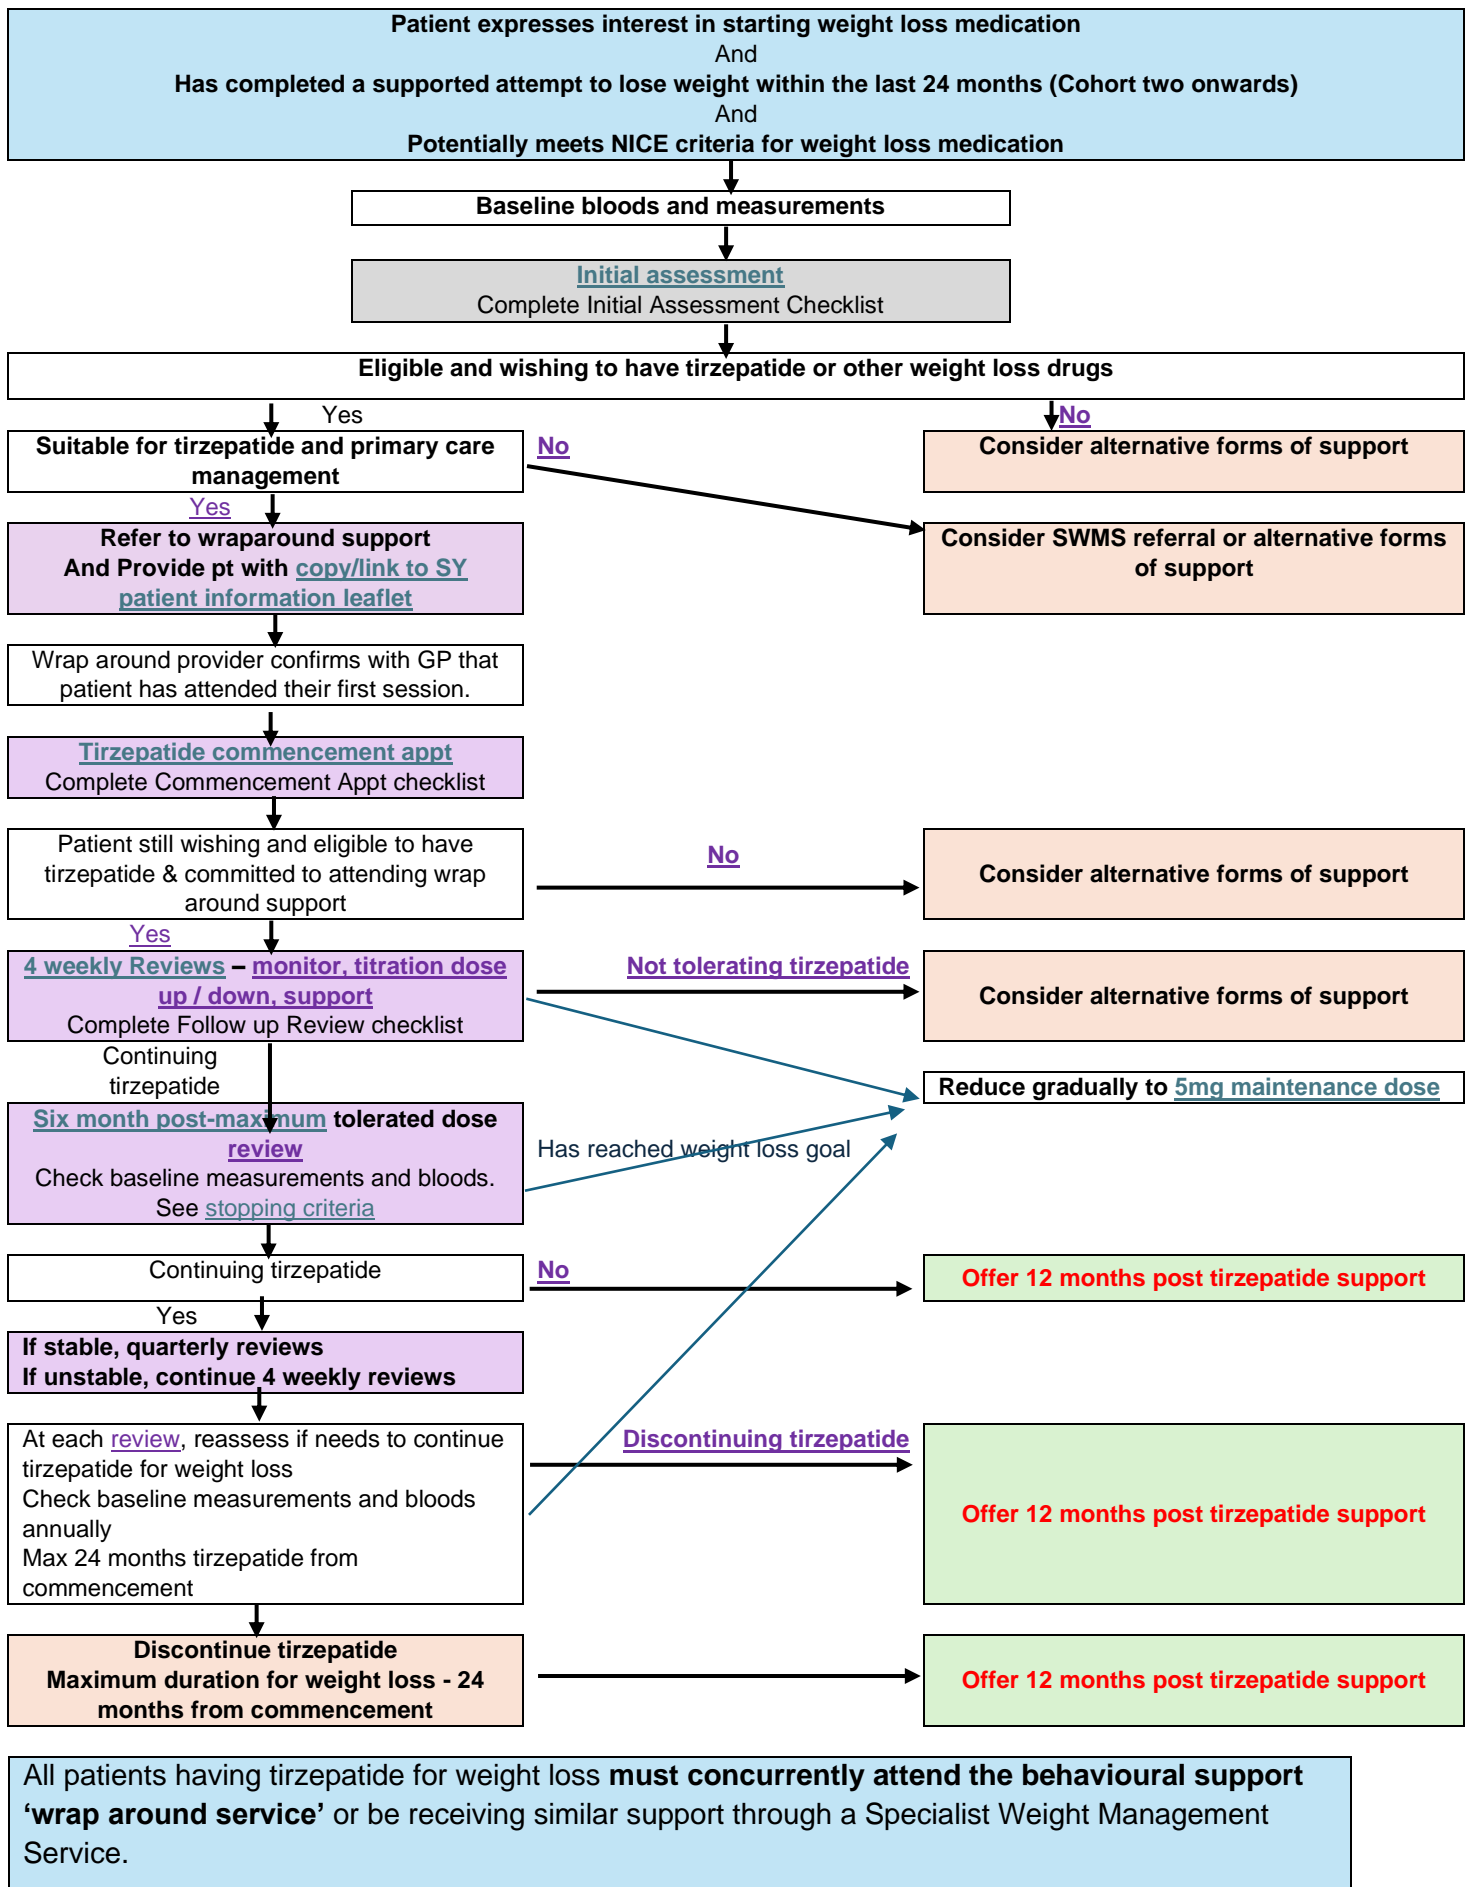 Patient expresses interest in starting weight loss medication
And
Has completed a supported attempt to lose weight within the last 24 months (Cohort two onwards)
And
Potentially meets NICE criteria for weight loss medication
Baseline bloods and measurements
Initial assessment
Complete Initial Assessment Checklist
Eligible and wishing to have tirzepatide or other weight loss drugs
Yes
No
Suitable for tirzepatide and primary care
management
No
Consider alternative forms of support
Yes
Refer to wraparound support
And Provide pt with copy/link to SY
patient information leaflet
Consider SWMS referral or alternative forms
of support
Wrap around provider confirms with GP that
patient has attended their first session.
Tirzepatide commencement appt
Complete Commencement Appt checklist
Patient still wishing and eligible to have
tirzepatide & committed to attending wrap
around support
No
Consider alternative forms of support
Yes
4 weekly Reviews – monitor, titration dose
up / down, support
Complete Follow up Review checklist
Not tolerating tirzepatide
Consider alternative forms of support
Continuing
tirzepatide
Reduce gradually to 5mg maintenance dose
Six month post-maximum tolerated dose
review
Check baseline measurements and bloods.
See stopping criteria
Has reached weight loss goal
Continuing tirzepatide
No
Offer 12 months post tirzepatide support
Yes
If stable, quarterly reviews
If unstable, continue 4 weekly reviews
At each review, reassess if needs to continue
tirzepatide for weight loss
Check baseline measurements and bloods
annually
Max 24 months tirzepatide from
commencement
Discontinuing tirzepatide
Offer 12 months post tirzepatide support
Discontinue tirzepatide
Maximum duration for weight loss - 24
months from commencement
Offer 12 months post tirzepatide support
All patients having tirzepatide for weight loss must concurrently attend the behavioural support
‘wrap around service’ or be receiving similar support through a Specialist Weight Management
Service.